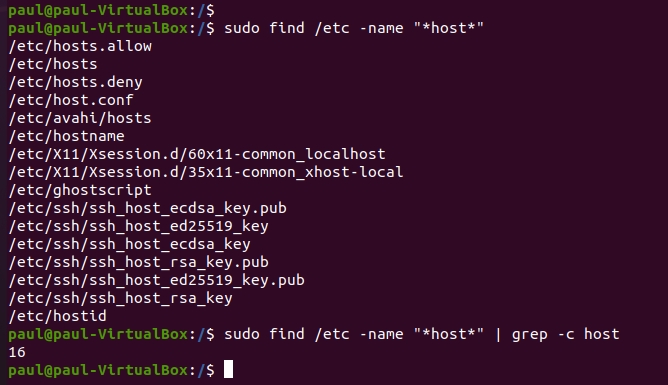 paul@paul-VirtualBox:/$
paul@paul-VirtualBox:/$ sudo find /etc -name "*host*"
/etc/hosts.allow
/etc/hosts
/etc/hosts.deny
/etc/host.conf
/etc/avahi/hosts
/etc/hostname
/etc/X11/Xsession.d/60x11-common_localhost
/etc/X11/Xsession.d/35x11-common_xhost-local
/etc/ghostscript
/etc/ssh/ssh_host_ecdsa_key.pub
/etc/ssh/ssh_host_ed25519_key
/etc/ssh/ssh_host_ecdsa_key
/etc/ssh/ssh_host_rsa_key.pub
/etc/ssh/ssh_host_ed25519_key.pub
/etc/ssh/ssh_host_rsa_key
/etc/hostid
paul@paul-VirtualBox:/$ sudo find /etc -name "*host*" | grep -c host
16
paul@paul-VirtualBox:/$